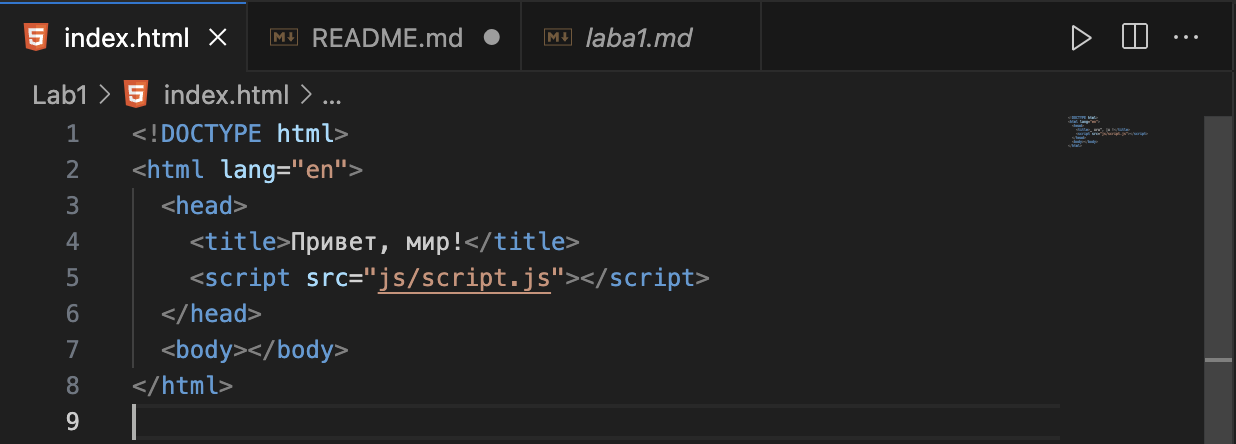 index.html README.md laba1.md
Lab1 > index.html > ...
1 <!DOCTYPE html>
2 <html lang="en">
3 <head>
4 <title>Привет, мир!</title>
5 <script src="js/script.js"></script>
6 </head>
7 <body></body>
8 </html>
9